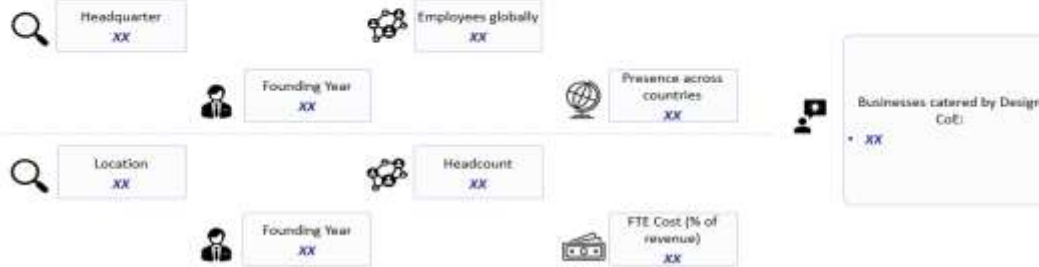 Headquarter
XX
Employees globally
XX
Founding Year
XX
Presence across
countries
XX
Businesses catered by Design
CoE:
• XX
Location
XX
Headcount
XX
Founding Year
XX
FTE Cost (% of
revenue)
XX